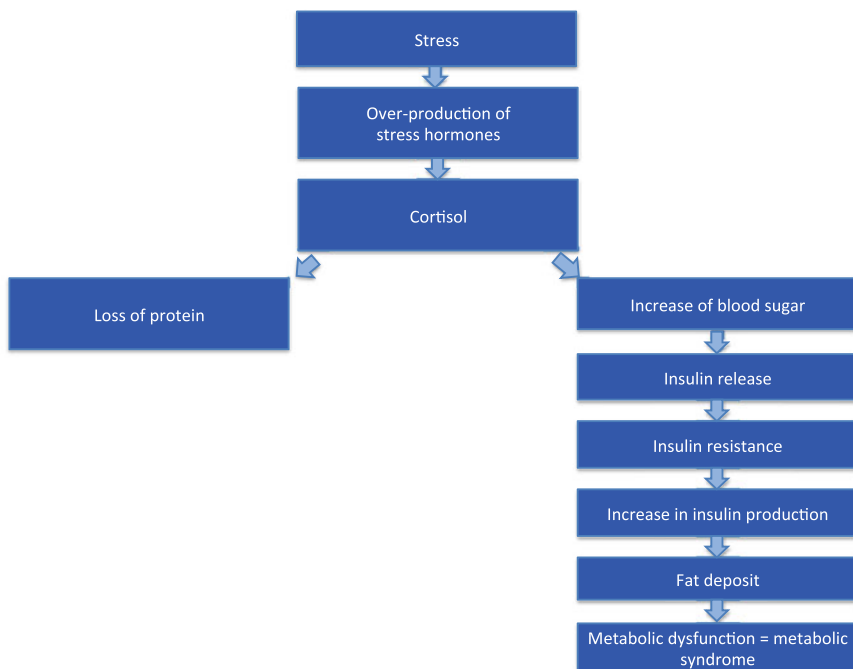 Stress
Over-production of
stress hormones
Cortisol
Loss of protein
Increase of blood sugar
Insulin release
Insulin resistance
Increase in insulin production
Fat deposit
Metabolic dysfunction = metabolic
syndrome